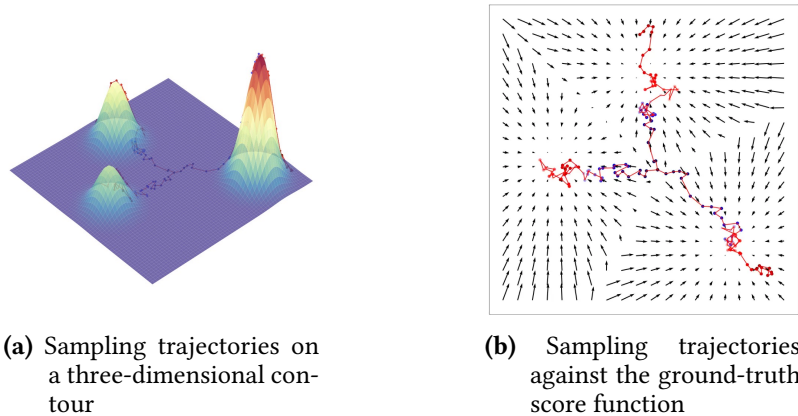 (a) Sampling trajectories on
a three-dimensional con-
tour
(b) Sampling trajectories
against the ground-truth
score function